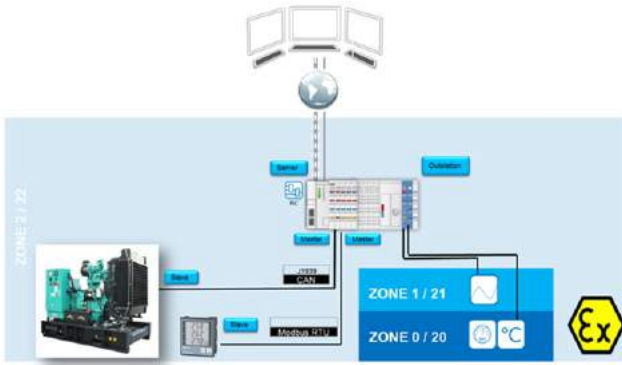 Server
Outstation
Master
Master
ZONE 2 / 22
Slave
J1939
CAN
Slave
Modbus RTU
ZONE 1 / 21
ZONE 0 / 20
°C
Ex